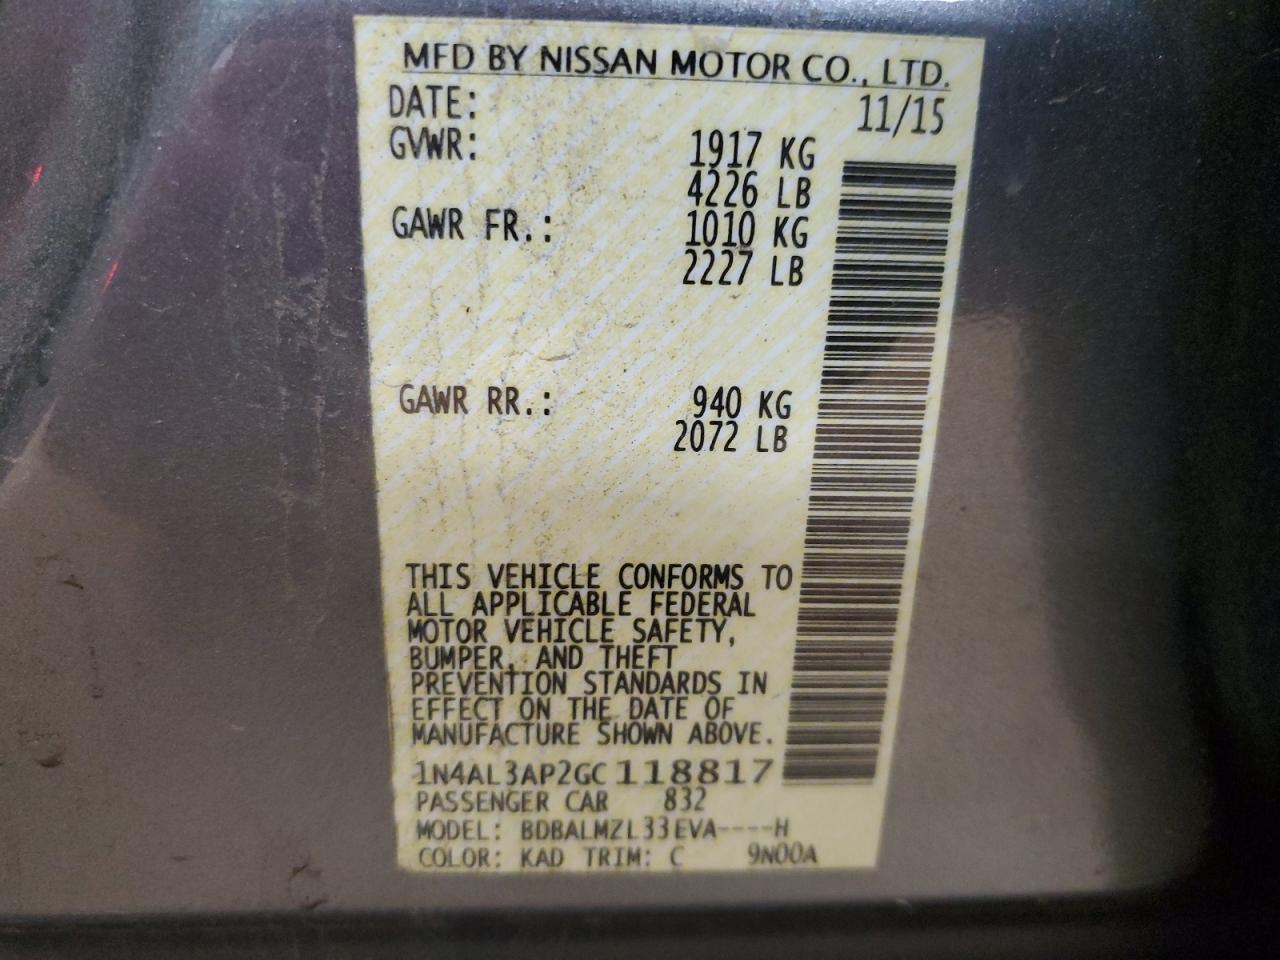 MFD BY NISSAN MOTOR CO., LTD.
DATE: 11/15
GVWR: 1917 KG
4226 LB
GAWR FR.: 1010 KG
2227 LB
GAWR RR.: 940 KG
2072 LB
THIS VEHICLE CONFORMS TO
ALL APPLICABLE FEDERAL
MOTOR VEHICLE SAFETY,
BUMPER, AND THEFT
PREVENTION STANDARDS IN
EFFECT ON THE DATE OF
MANUFACTURE SHOWN ABOVE.
1N4AL3AP2GC118817
PASSENGER CAR 832
MODEL: BDBALMZL33EVA----H
COLOR: KAD TRIM: C 9N00A